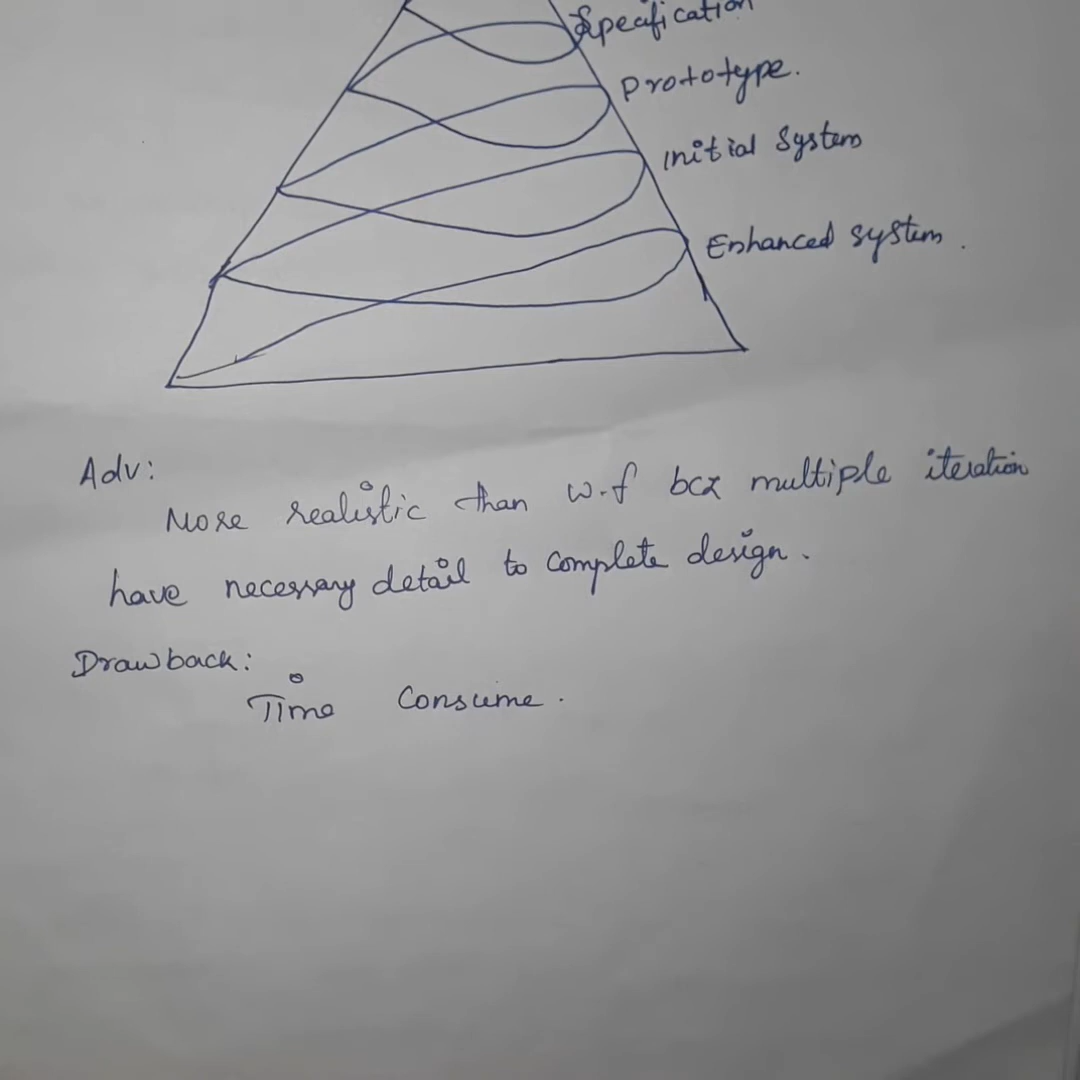 Specification
Prototype.
Initial System
Enhanced system.
Adv:
More realistic than w.f bcz multiple iteration
have necessary detail to complete design.
Drawback:
Time Consume.